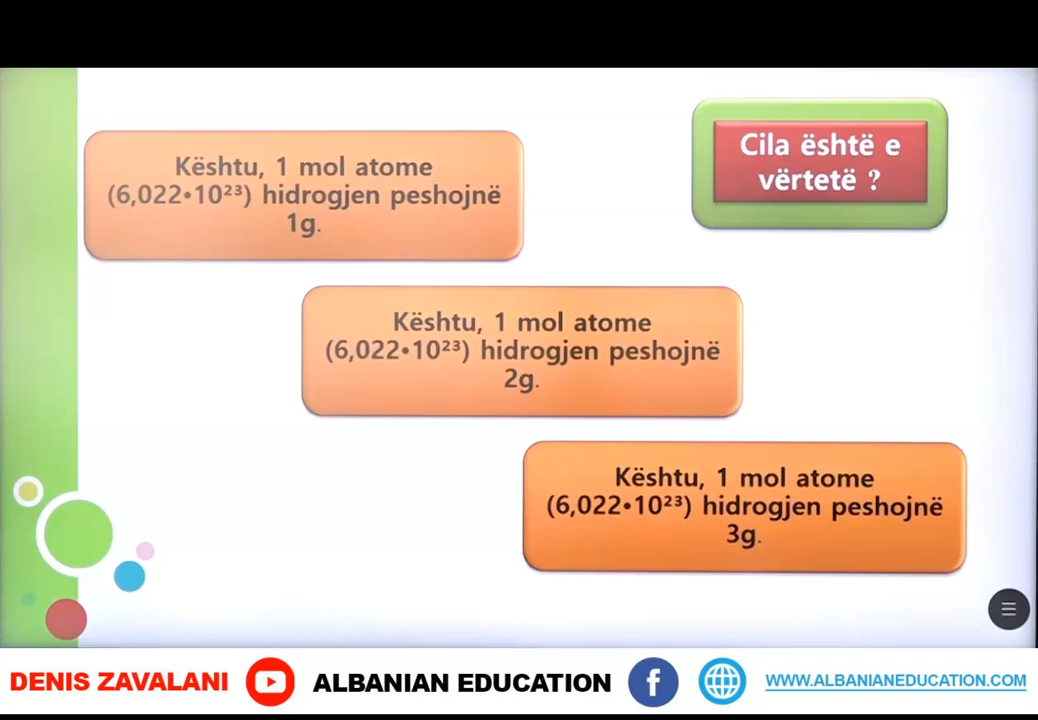 Kështu, 1 mol atome
(6,022•10²³) hidrogjen peshojnë
1g.
Cila është e
vërtetë ?
Kështu, 1 mol atome
(6,022•10²³) hidrogjen peshojnë
2g.
Kështu, 1 mol atome
(6,022•10²³) hidrogjen peshojnë
3g.
DENIS ZAVALANI ALBANIAN EDUCATION WWW.ALBANIANEDUCATION.COM